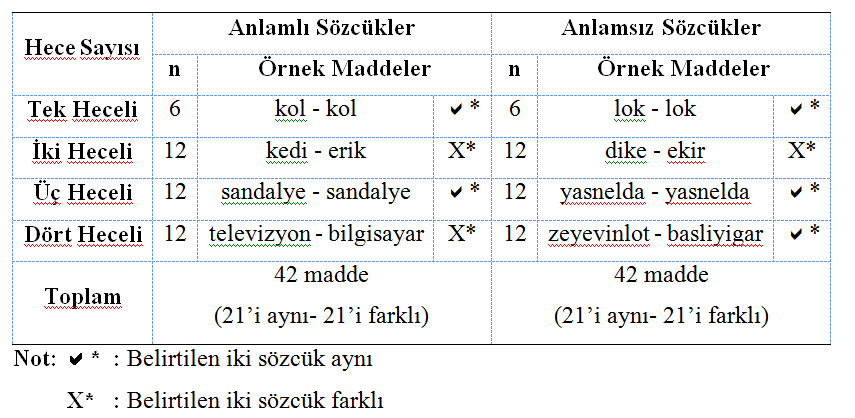 Hece Sayısı Anlamlı Sözcükler Anlamsız Sözcükler
n Örnek Maddeler n Örnek Maddeler
Tek Heceli 6 kol - kol ✔* 6 lok - lok ✔*
İki Heceli 12 kedi - erik X* 12 dike - ekir X*
Üç Heceli 12 sandalye - sandalye ✔* 12 yasnelda - yasnelda ✔*
Dört Heceli 12 televizyon - bilgisayar X* 12 zeyevinlot - basliyigar ✔*
Toplam 42 madde 42 madde
(21’i aynı- 21’i farklı) (21’i aynı- 21’i farklı)
Not: ✔* : Belirtilen iki sözcük aynı
X* : Belirtilen iki sözcük farklı